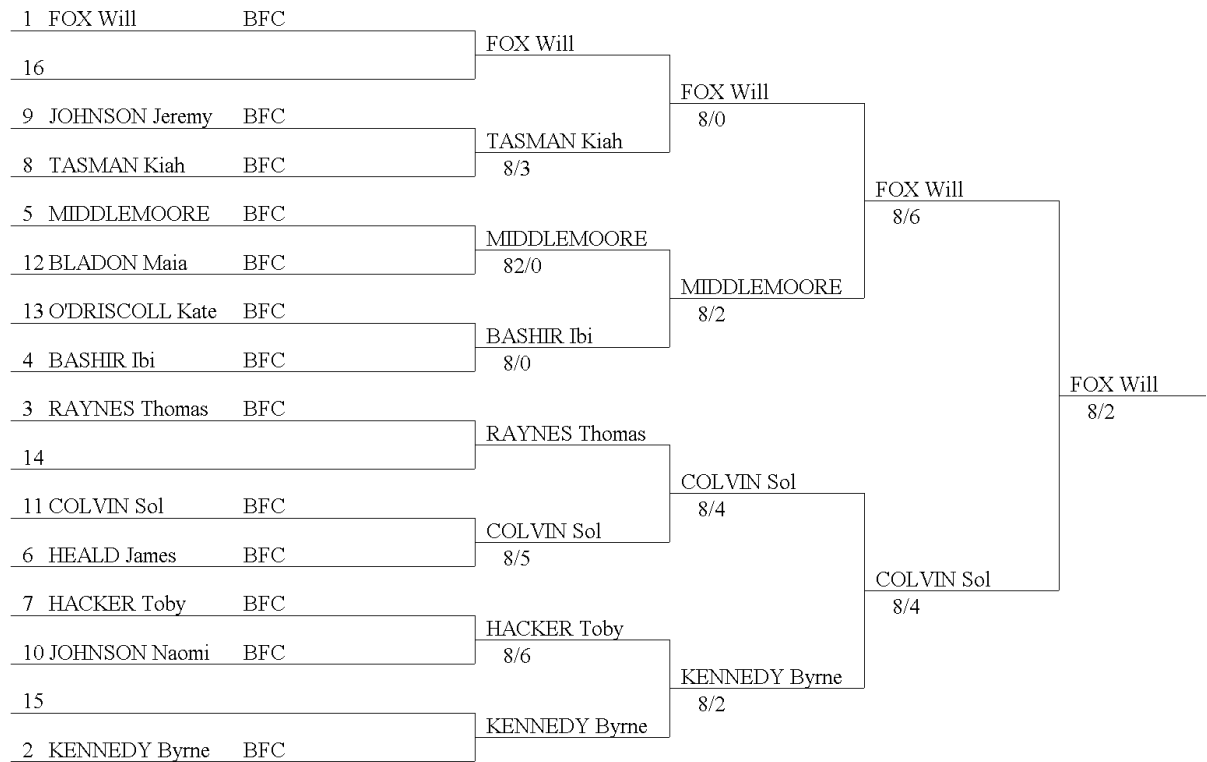 1 FOX Will BFC
16
9 JOHNSON Jeremy BFC
8 TASMAN Kiah BFC
5 MIDDLEMOORE BFC
12 BLADON Maia BFC
13 O'DRISCOLL Kate BFC
4 BASHIR Ibi BFC
3 RAYNES Thomas BFC
14
11 COLVIN Sol BFC
6 HEALD James BFC
7 HACKER Toby BFC
10 JOHNSON Naomi BFC
15
2 KENNEDY Byrne BFC
FOX Will
TASMAN Kiah
8/3
MIDDLEMOORE
82/0
BASHIR Ibi
8/0
RAYNES Thomas
COLVIN Sol
8/5
HACKER Toby
8/6
KENNEDY Byrne
FOX Will
8/0
MIDDLEMOORE
8/2
COLVIN Sol
8/4
KENNEDY Byrne
8/2
FOX Will
8/6
COLVIN Sol
8/4
FOX Will
8/2